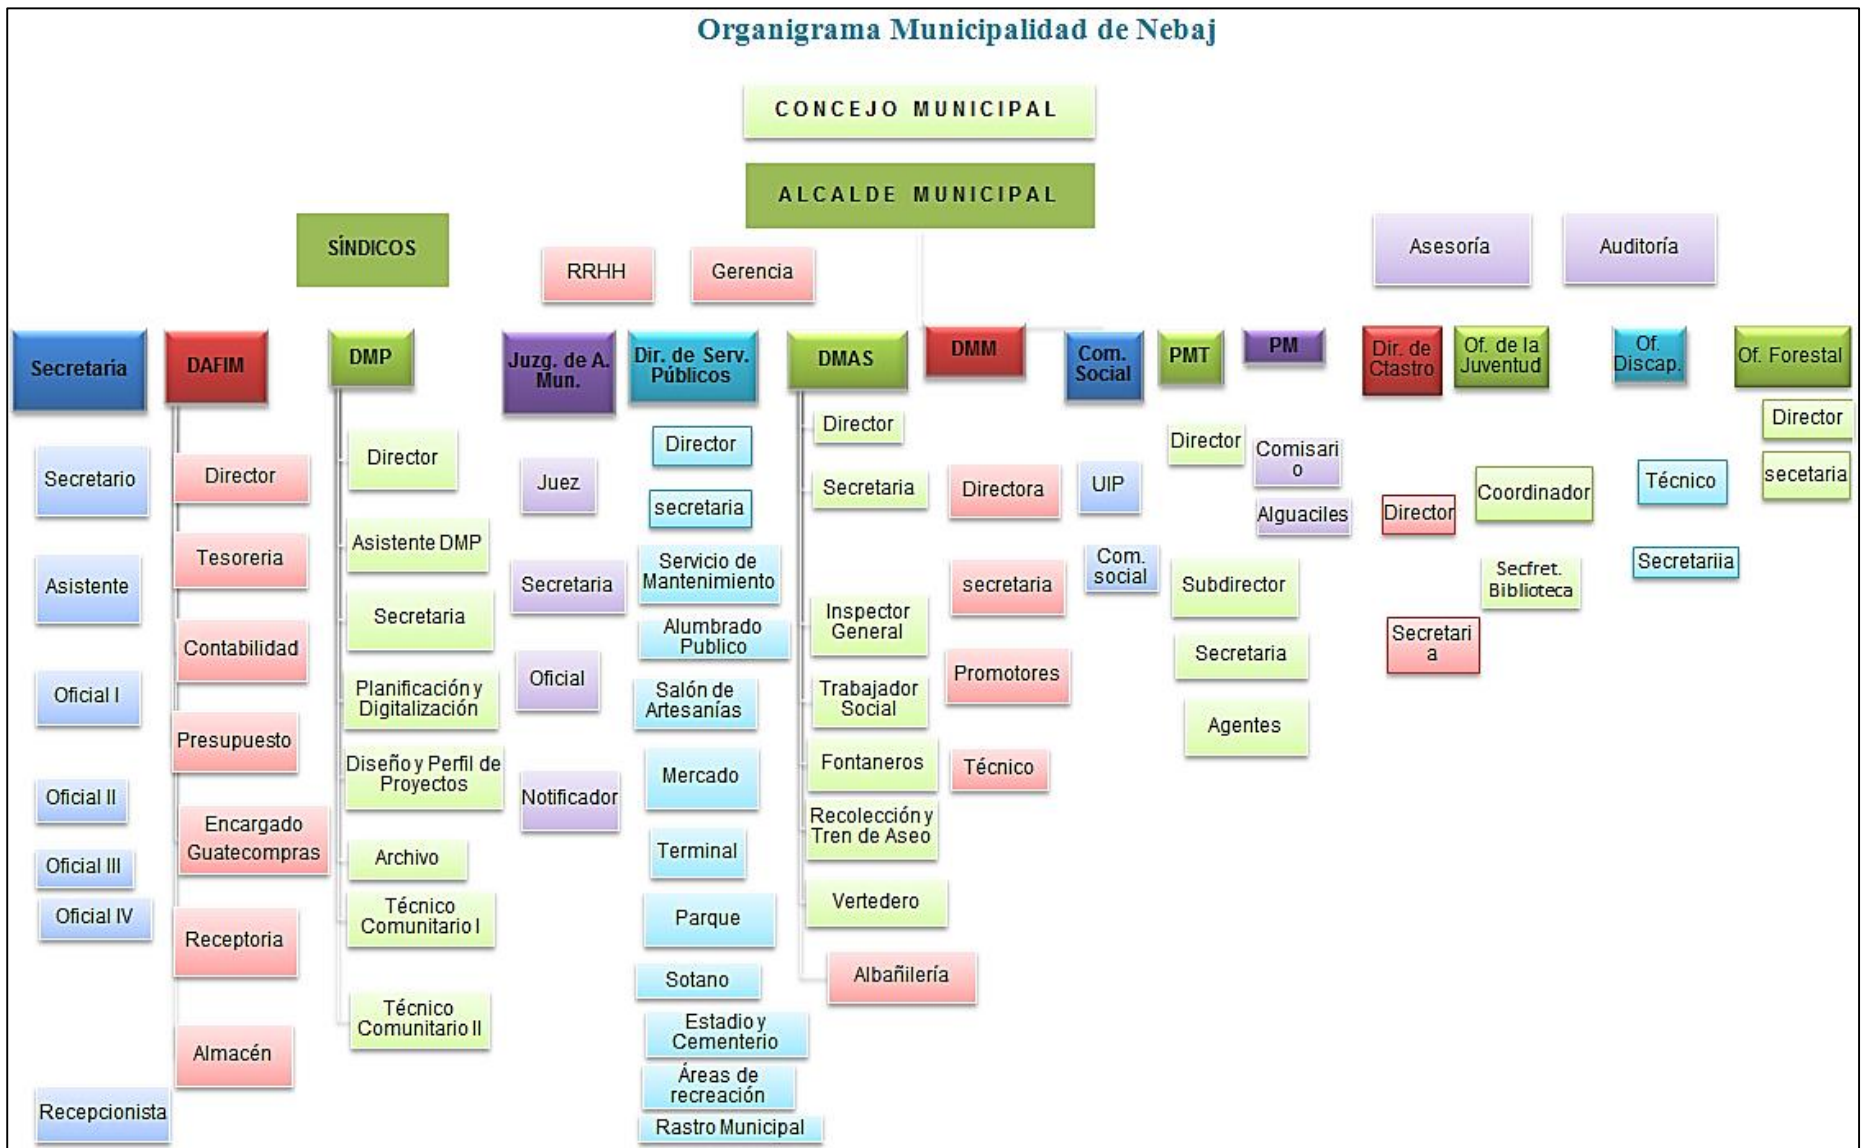 Organigrama Municipalidad de Nebaj
CONCEJO MUNICIPAL
ALCALDE MUNICIPAL
SÍNDICOS
RRHH
Gerencia
Asesoría
Auditoría
Secretaría
Secretario
Asistente
Oficial I
Oficial II
Oficial III
Oficial IV
Recepcionista
DAFIM
Director
Tesoreria
Contabilidad
Presupuesto
Encargado
Guatecompras
Receptoria
Almacén
DMP
Director
Asistente DMP
Secretaria
Planificación y
Digitalización
Diseño y Perfil de
Proyectos
Archivo
Técnico
Comunitario I
Técnico
Comunitario II
Juzg. de A.
Mun.
Juez
Secretaria
Oficial
Notificador
Dir. de Serv.
Públicos
Director
secretaria
Servicio de
Mantenimiento
Alumbrado
Publico
Salón de
Artesanías
Mercado
Terminal
Parque
Sotano
Estadio y
Cementerio
Áreas de
recreación
Rastro Municipal
DMAS
Director
Secretaria
Inspector
General
Trabajador
Social
Fontaneros
Recolección y
Tren de Aseo
Vertedero
Albañilería
DMM
Directora
secretaria
Promotores
Técnico
Com.
Social
UIP
Com.
social
PMT
Director
Subdirector
Secretaria
Agentes
PM
Comisari
o
Alguaciles
Dir. de
Ctastro
Director
Secretari
a
Of. de la
Juventud
Coordinador
Secfret.
Biblioteca
Of.
Discap.
Técnico
Secretariia
Of. Forestal
Director
secetaria